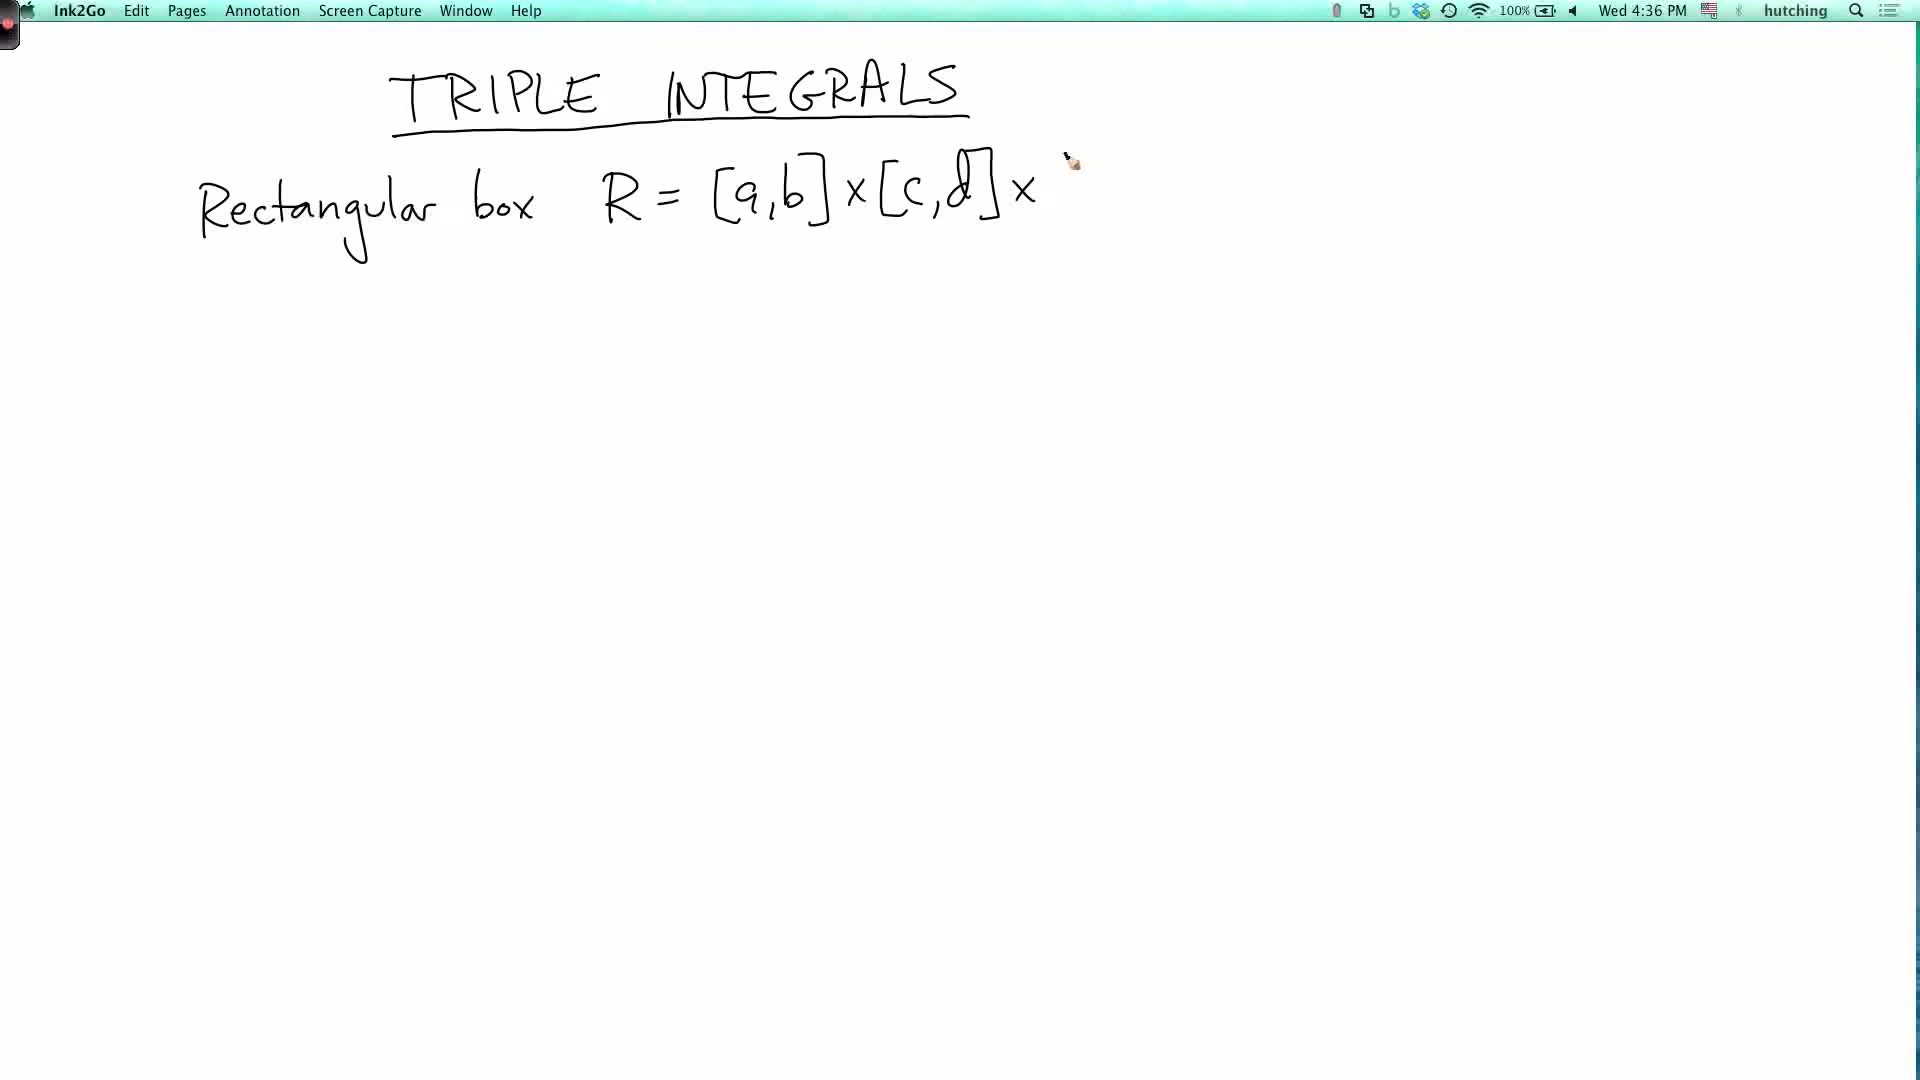 Ink2Go Edit Pages Annotation Screen Capture Window Help 100% Wed 4:36 PM hutching
TRIPLE INTEGRALS
Rectangular box R = [a,b] x [c,d] x